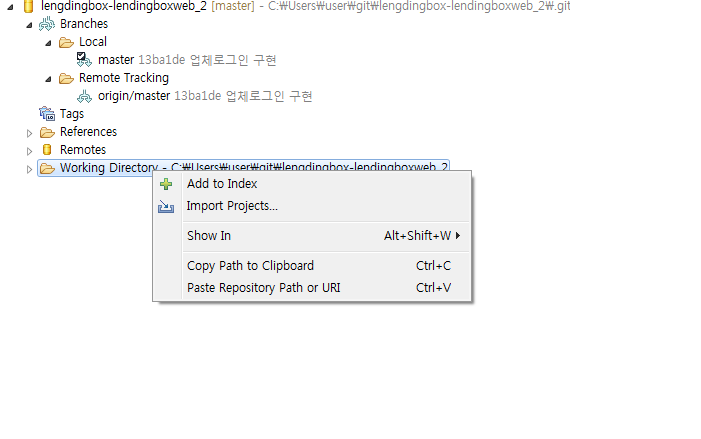 lengdingbox-lendingboxweb_2 [master] - C:₩Users₩user₩git₩lengdingbox-lendingboxweb_2₩.git
Branches
Local
master 13ba1de 업체로그인 구현
Remote Tracking
origin/master 13ba1de 업체로그인 구현
Tags
References
Remotes
Working Directory - C:₩Users₩user₩git₩lengdingbox-lendingboxweb_2
Add to Index
Import Projects...
Show In Alt+Shift+W
Copy Path to Clipboard Ctrl+C
Paste Repository Path or URI Ctrl+V